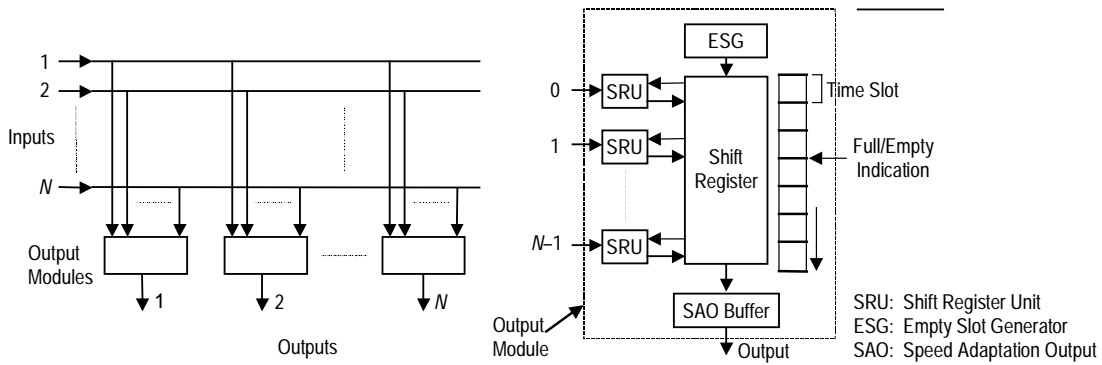 1
2
Inputs
N
Output
Modules
1
2
N
Outputs
ESG
0
SRU
Time Slot
1
SRU
Shift
Register
Full/Empty
Indication
N–1
SRU
SAO Buffer
Output
Module
Output
SRU: Shift Register Unit
ESG: Empty Slot Generator
SAO: Speed Adaptation Output